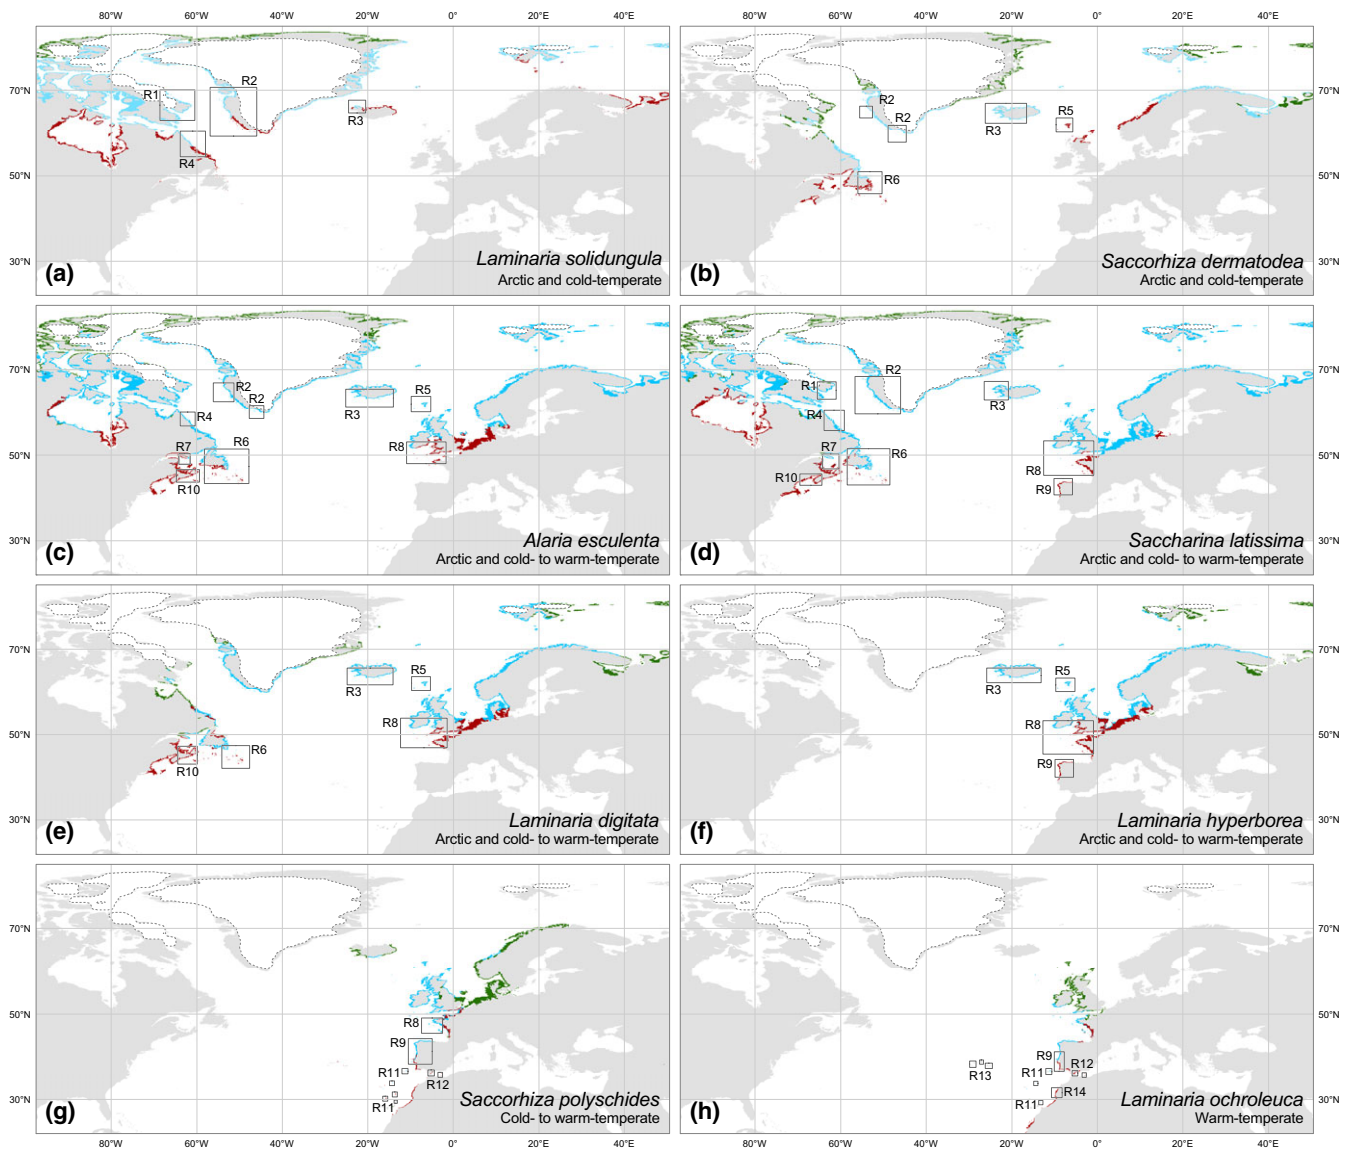 80°W 60°W 40°W 20°W 0° 20°E 40°E 80°W 60°W 40°W 20°W 0° 20°E 40°E
70°N 50°N 30°N
R1 R2 R3 R4
(a) Laminaria solidungula
Arctic and cold-temperate
R2 R2 R3 R5 R6
(b) Saccorhiza dermatodea
Arctic and cold-temperate
70°N 50°N 30°N
70°N 50°N 30°N
R2 R2 R3 R4 R5 R6 R7 R8 R10
(c) Alaria esculenta
Arctic and cold- to warm-temperate
R1 R2 R3 R4 R6 R7 R8 R9 R10
(d) Saccharina latissima
Arctic and cold- to warm-temperate
70°N 50°N 30°N
70°N 50°N 30°N
R3 R5 R6 R8 R10
(e) Laminaria digitata
Arctic and cold- to warm-temperate
R3 R5 R8 R9
(f) Laminaria hyperborea
Arctic and cold- to warm-temperate
70°N 50°N 30°N
70°N 50°N 30°N
R8 R9 R11 R12 R11
(g) Saccorhiza polyschides
Cold- to warm-temperate
R9 R11 R12 R13 R14 R11
(h) Laminaria ochroleuca
Warm-temperate
70°N 50°N 30°N
80°W 60°W 40°W 20°W 0° 20°E 40°E 80°W 60°W 40°W 20°W 0° 20°E 40°E